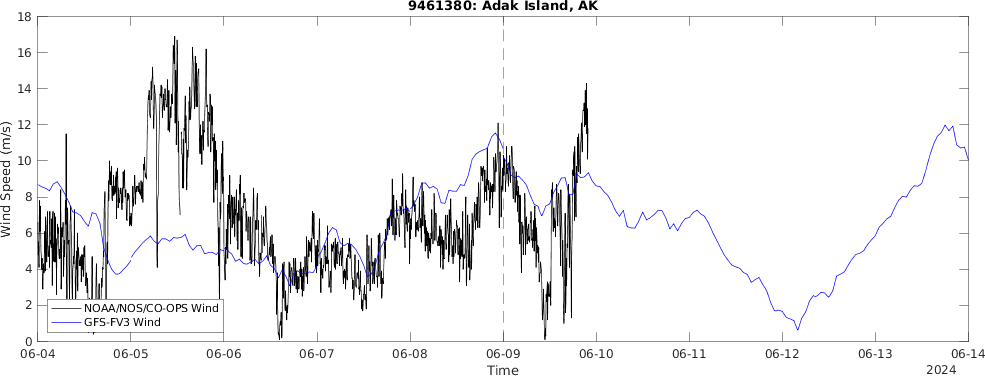 9461380: Adak Island, AK
18
16
14
12
10
8
6
4
2
0
Wind Speed (m/s)
NOAA/NOS/CO-OPS Wind
GFS-FV3 Wind
06-04 06-05 06-06 06-07 06-08 06-09 06-10 06-11 06-12 06-13 06-14
Time
2024